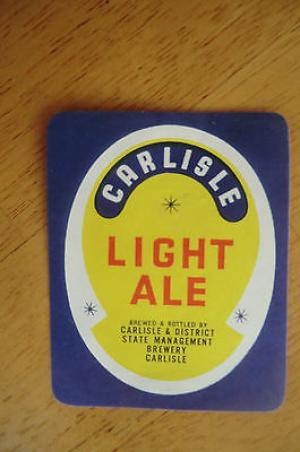 CARLISLE
LIGHT
ALE
BREWED & BOTTLED BY
CARLISLE & DISTRICT
STATE MANAGEMENT
BREWERY
CARLISLE